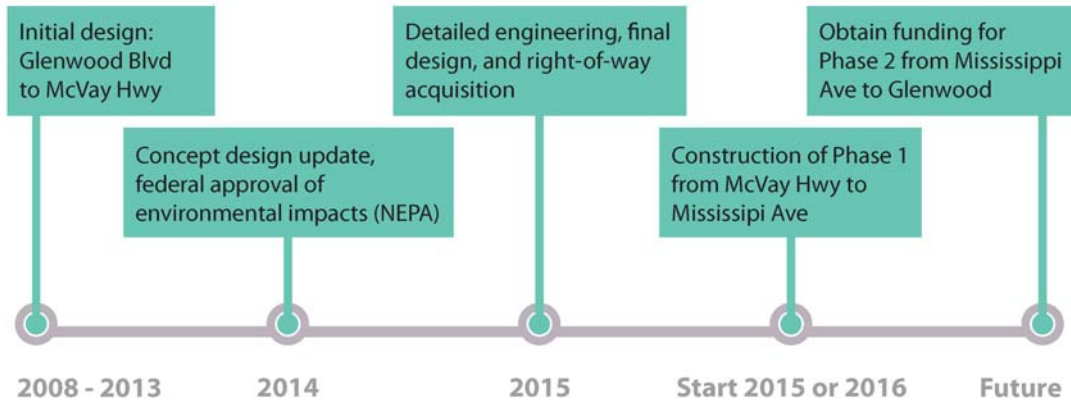 Initial design:
Glenwood Blvd
to McVay Hwy
Concept design update,
federal approval of
environmental impacts (NEPA)
Detailed engineering, final
design, and right-of-way
acquisition
Construction of Phase 1
from McVay Hwy to
Mississipi Ave
Obtain funding for
Phase 2 from Mississippi
Ave to Glenwood
2008 - 2013
2014
2015
Start 2015 or 2016
Future